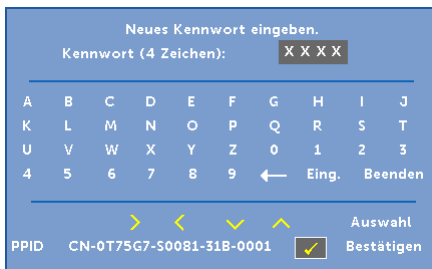 Neues Kennwort eingeben.
Kennwort (4 Zeichen): X X X X
A B C D E F G H I J
K L M N O P Q R S T
U V W X Y Z 0 1 2 3
4 5 6 7 8 9 ← Eing. Beenden
> < Auswahl
PPID CN-0T75G7-S0081-31B-0001 ✓ Bestätigen